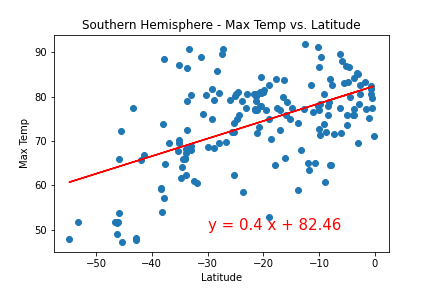 Southern Hemisphere - Max Temp vs. Latitude
90
80
70
60
50
Max Temp
y = 0.4 x + 82.46
−50
−40
−30
−20
−10
0
Latitude